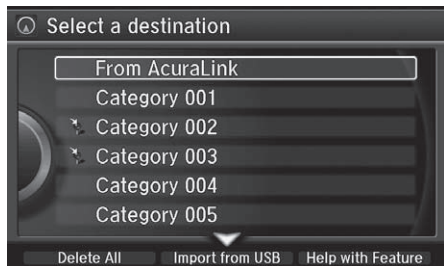 Select a destination
From AcuraLink
Category 001
Category 002
Category 003
Category 004
Category 005
Delete All Import from USB Help with Feature